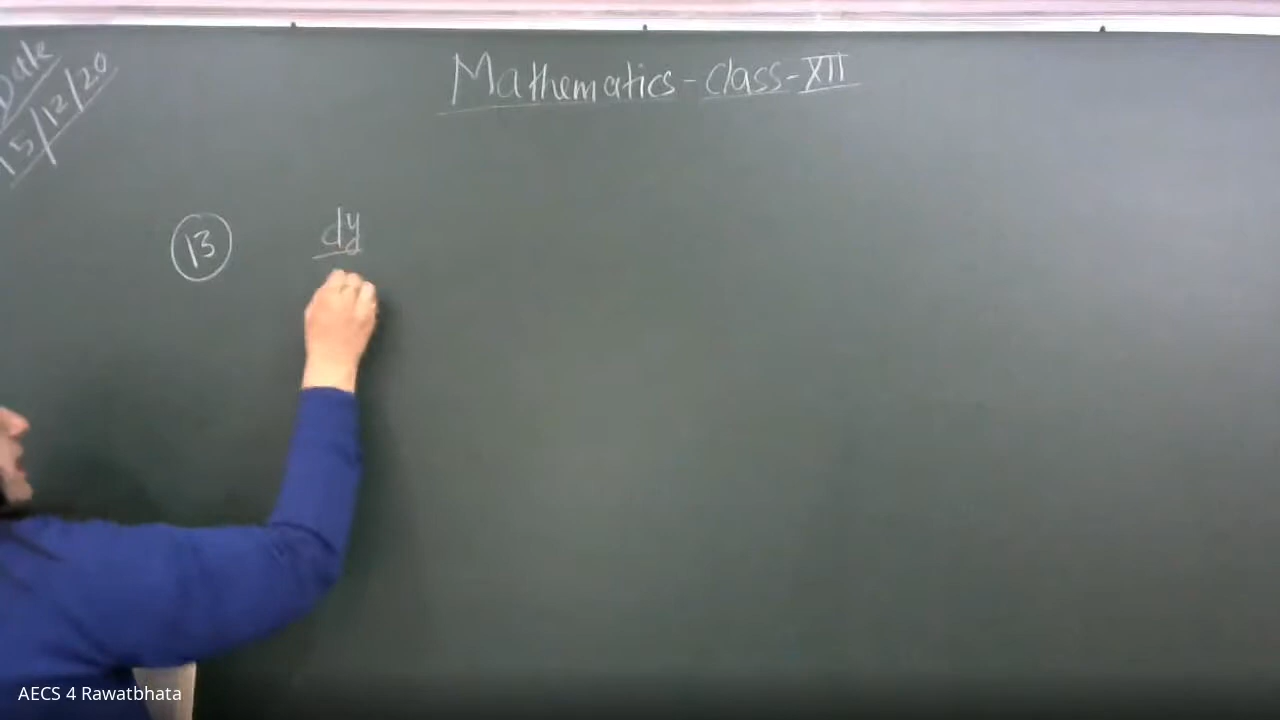 Date
15/12/20
Mathematics - Class - XII
13
dy
AECS 4 Rawatbhata